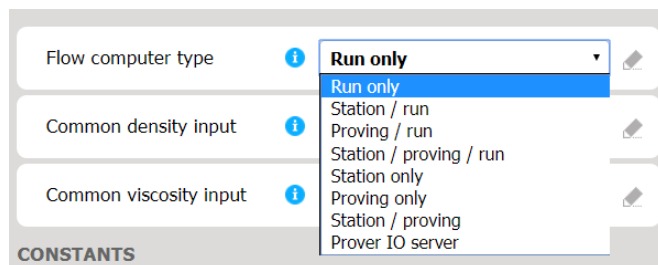 Flow computer type
Run only
Run only
Station / run
Common density input
Proving / run
Station / proving / run
Station only
Common viscosity input
Proving only
Station / proving
Prover IO server
CONSTANTS